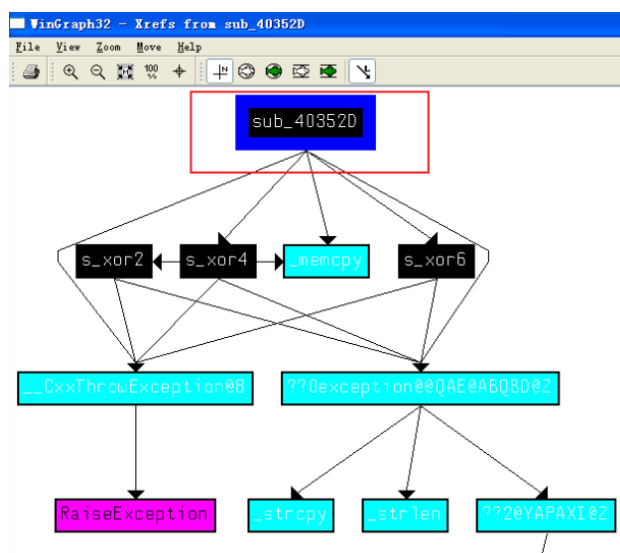 WinGraph32 - Xrefs from sub_40352D
File View Zoom Move Help
100
%
N
sub_40352D
s_xor2 s_xor4 _memcpy s_xor6
__CxxThrowException@8 ??0exception@@QAE@ABQBD@Z
RaiseException _strcpy _strlen ??2@YAPAXI@Z